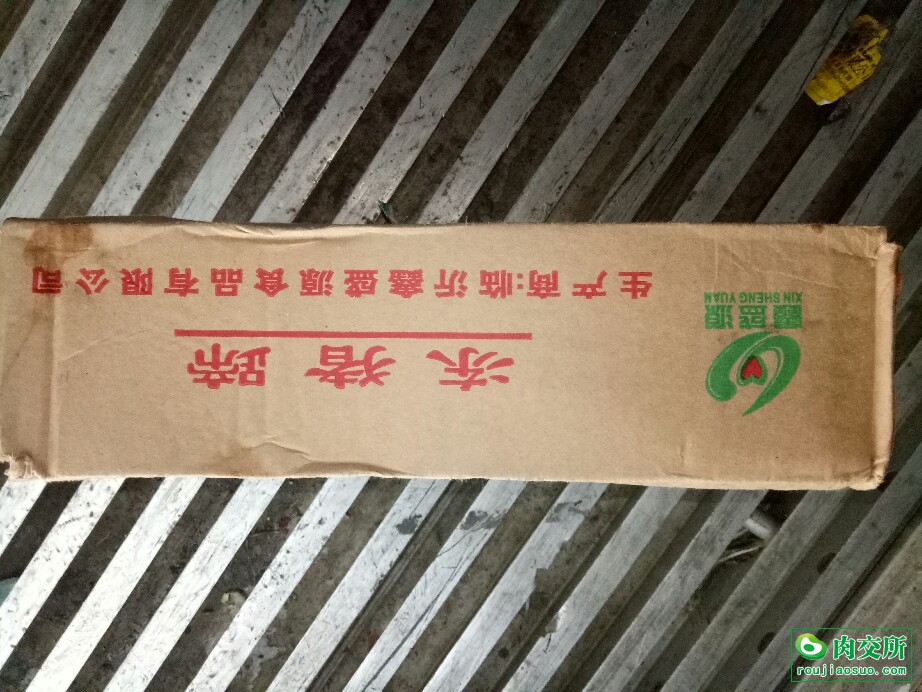 鑫盛源
XIN SHENG YUAN
冻猪蹄
生产商:临沂鑫盛源食品有限公司
肉交所
roujiaosuo.com